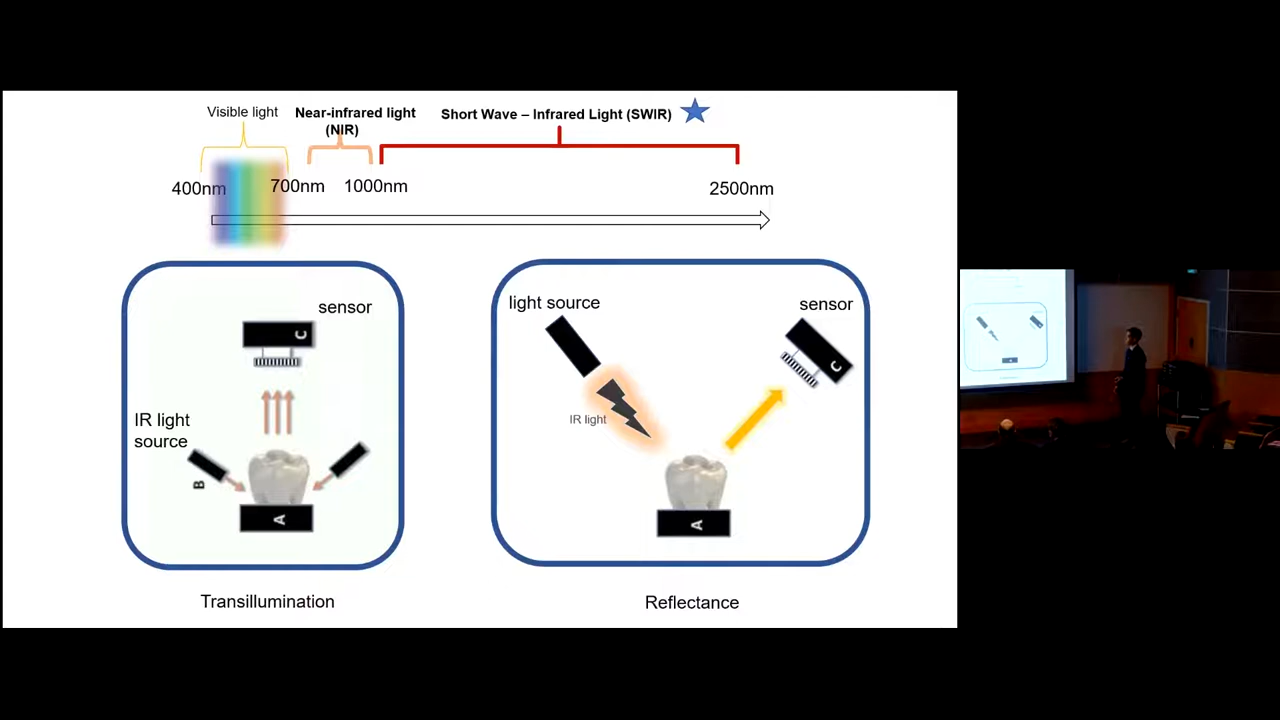 Visible light
Near-infrared light
(NIR)
Short Wave – Infrared Light (SWIR)
400nm
700nm
1000nm
2500nm
sensor
C
IR light
source
B
A
Transillumination
light source
sensor
C
IR light
A
Reflectance